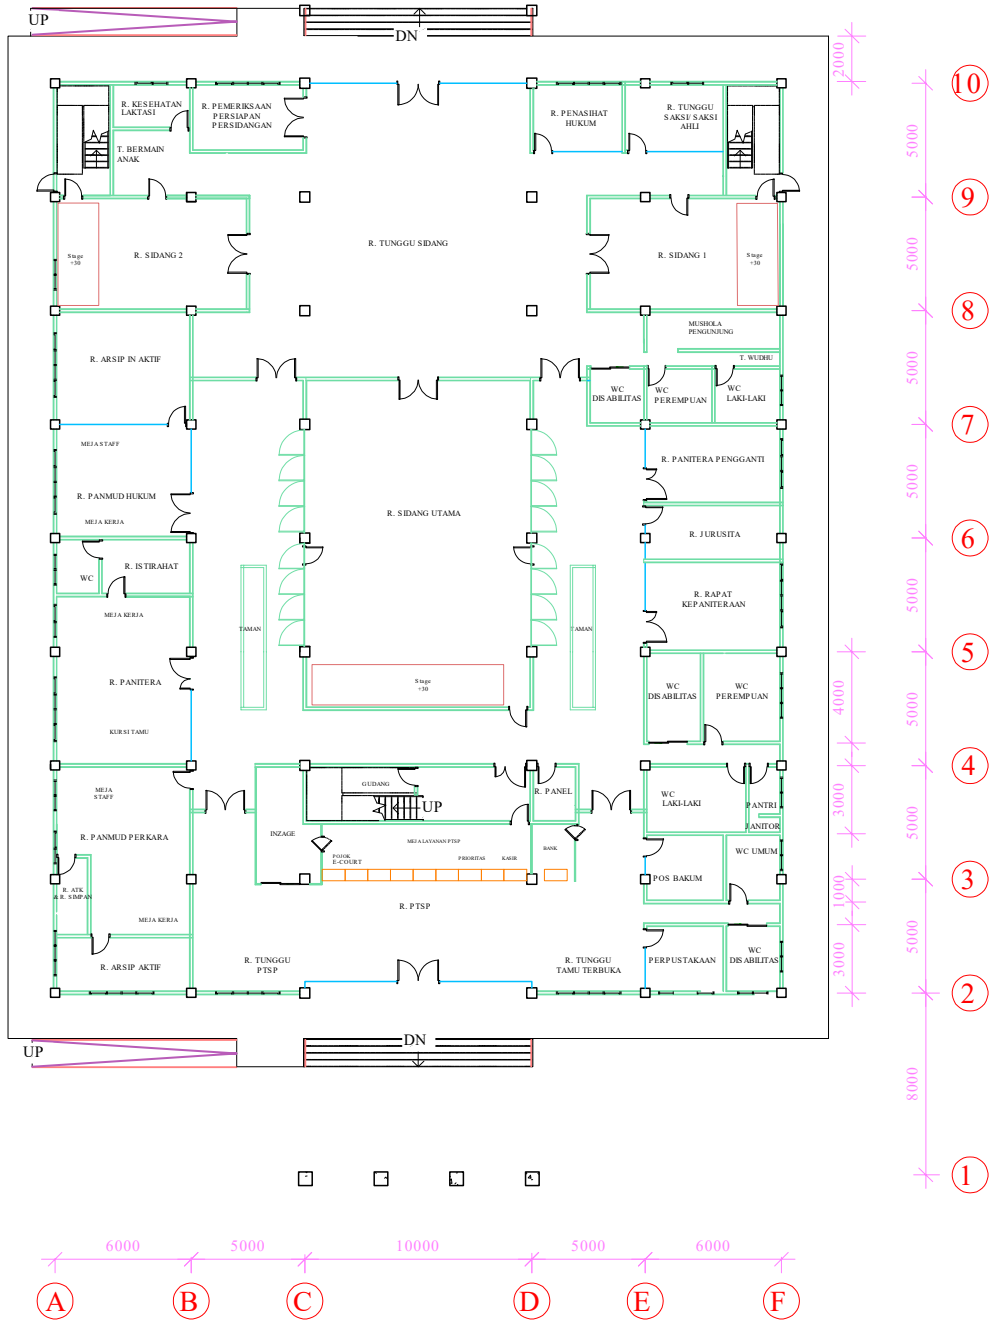 UP
DN
2000
10
R. KESEHATAN
LAKTASI
R. PEMERIKSAAN
PERSIAPAN
PERSIDANGAN
R. PENASIHAT
HUKUM
R. TUNGGU
SAKSI/ SAKSI
AHLI
5000
T. BERMAIN
ANAK
9
Stage
+30
R. SIDANG 2
R. TUNGGU SIDANG
R. SIDANG 1
Stage
+30
5000
8
MUSHOLA
PENGUNJUNG
T. WUDHU
R. ARSIP IN AKTIF
5000
WC
DISABILITAS
WC
PEREMPUAN
WC
LAKI-LAKI
7
MEJA STAFF
R. PANITERA PENGGANTI
5000
R. PANMUD HUKUM
R. SIDANG UTAMA
MEJA KERJA
R. JURUSITA
6
R. ISTIRAHAT
WC
R. RAPAT
KEPANITERAAN
5000
MEJA KERJA
TAMAN
TAMAN
5
R. PANITERA
Stage
+30
WC
DISABILITAS
WC
PEREMPUAN
4000
5000
KURSI TAMU
4
MEJA
STAFF
GUDANG
UP
R. PANEL
WC
LAKI-LAKI
PANTRI
JANITOR
3000
5000
R. PANMUD PERKARA
INZAGE
MEJA LAYANAN PTSP
BANK
POJOK
E-COURT
PRIORITAS
KASIR
WC UMUM
POS BAKUM
3
R. ATK
& R. SIMPAN
1000
MEJA KERJA
R. PTSP
5000
R. ARSIP AKTIF
R. TUNGGU
PTSP
R. TUNGGU
TAMU TERBUKA
PERPUSTAKAAN
WC
DISABILITAS
3000
2
UP
DN
8000
1
6000
5000
10000
5000
6000
A
B
C
D
E
F